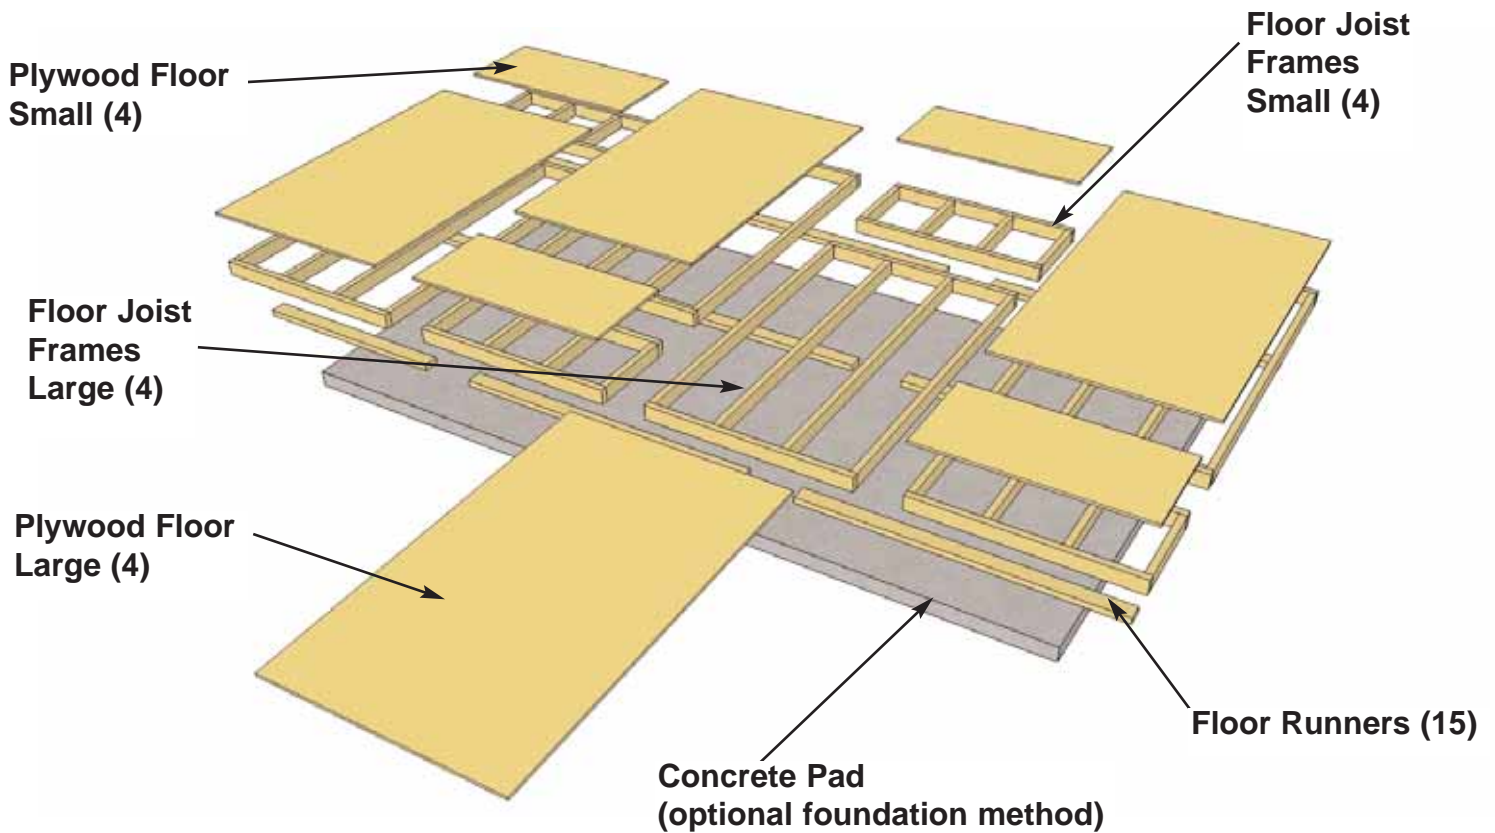 Floor Joist
Frames
Small (4)
Plywood Floor
Small (4)
Floor Joist
Frames
Large (4)
Plywood Floor
Large (4)
Floor Runners (15)
Concrete Pad
(optional foundation method)